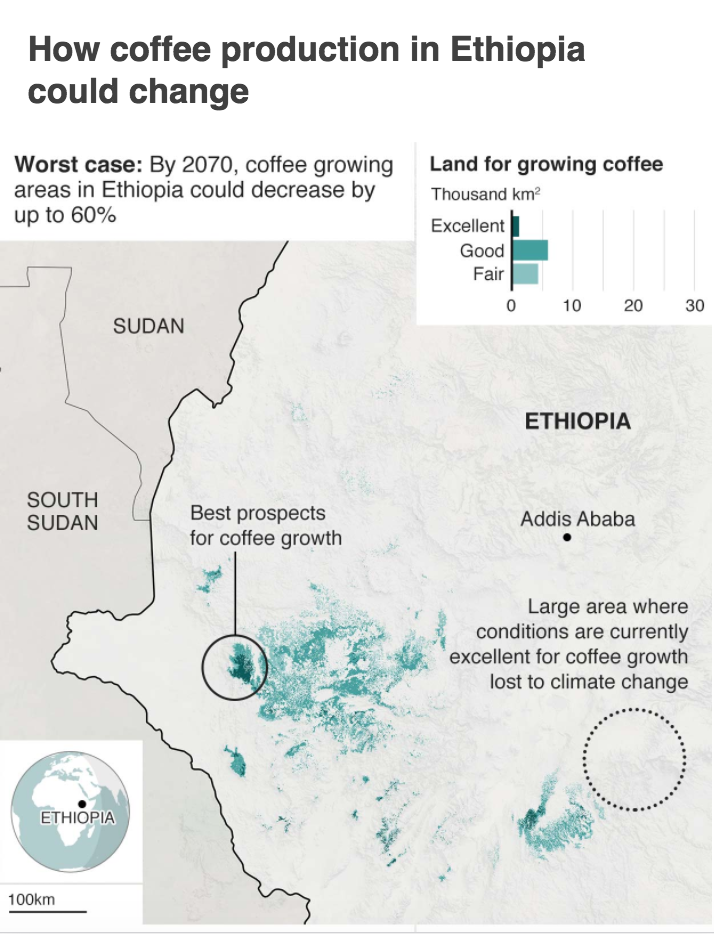 How coffee production in Ethiopia
could change
Worst case: By 2070, coffee growing
areas in Ethiopia could decrease by
up to 60%
Land for growing coffee
Thousand km²
Excellent
Good
Fair
0 10 20 30
SUDAN
ETHIOPIA
SOUTH
SUDAN
Best prospects
for coffee growth
Addis Ababa
Large area where
conditions are currently
excellent for coffee growth
lost to climate change
ETHIOPIA
100km